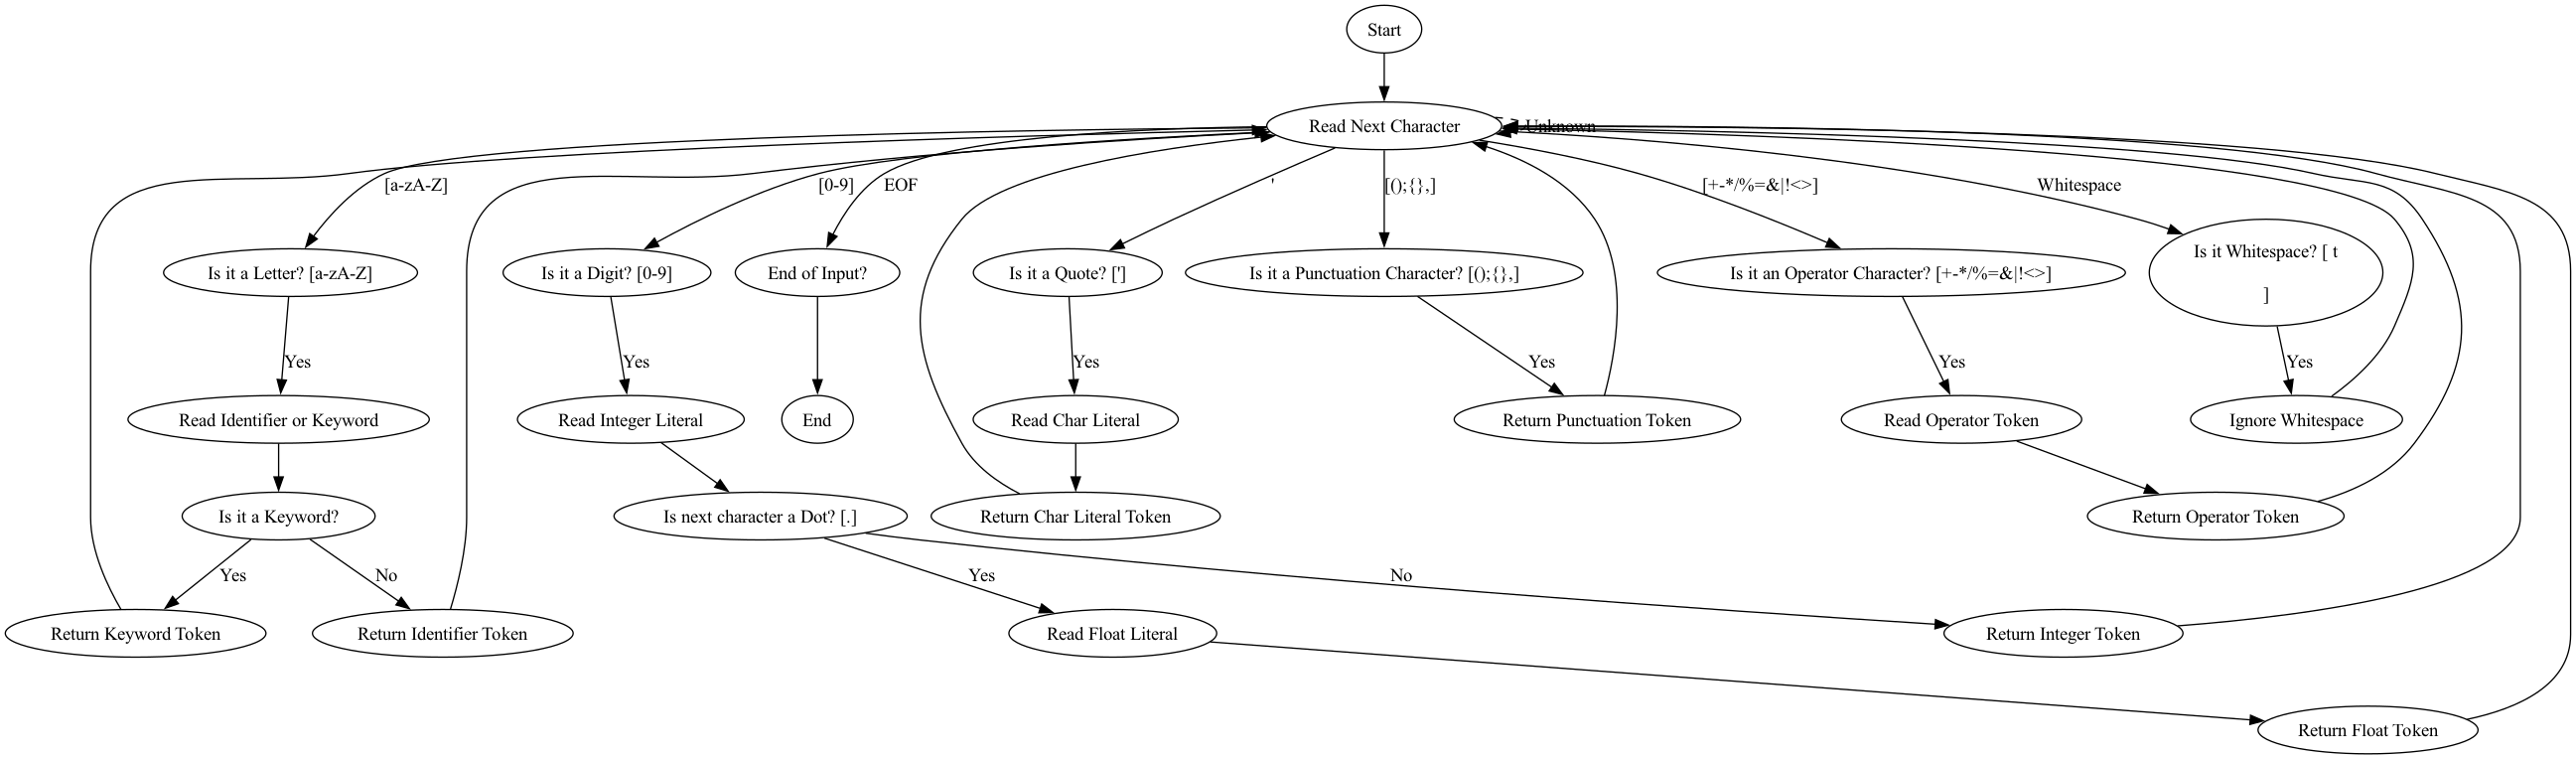 Start
Read Next Character
Unknown
[a-zA-Z]
[0-9]
EOF
'
[();{},]
[+-*/%=&|!<>]
Whitespace
Is it a Letter? [a-zA-Z]
Is it a Digit? [0-9]
End of Input?
Is it a Quote? [']
Is it a Punctuation Character? [();{},]
Is it an Operator Character? [+-*/%=&|!<>]
Is it Whitespace? [ t
]
Yes
Yes
Yes
Yes
Yes
Yes
Read Identifier or Keyword
Read Integer Literal
End
Read Char Literal
Return Punctuation Token
Read Operator Token
Ignore Whitespace
Is it a Keyword?
Is next character a Dot? [.]
Return Char Literal Token
Return Operator Token
Yes
No
Yes
No
Return Keyword Token
Return Identifier Token
Read Float Literal
Return Integer Token
Return Float Token